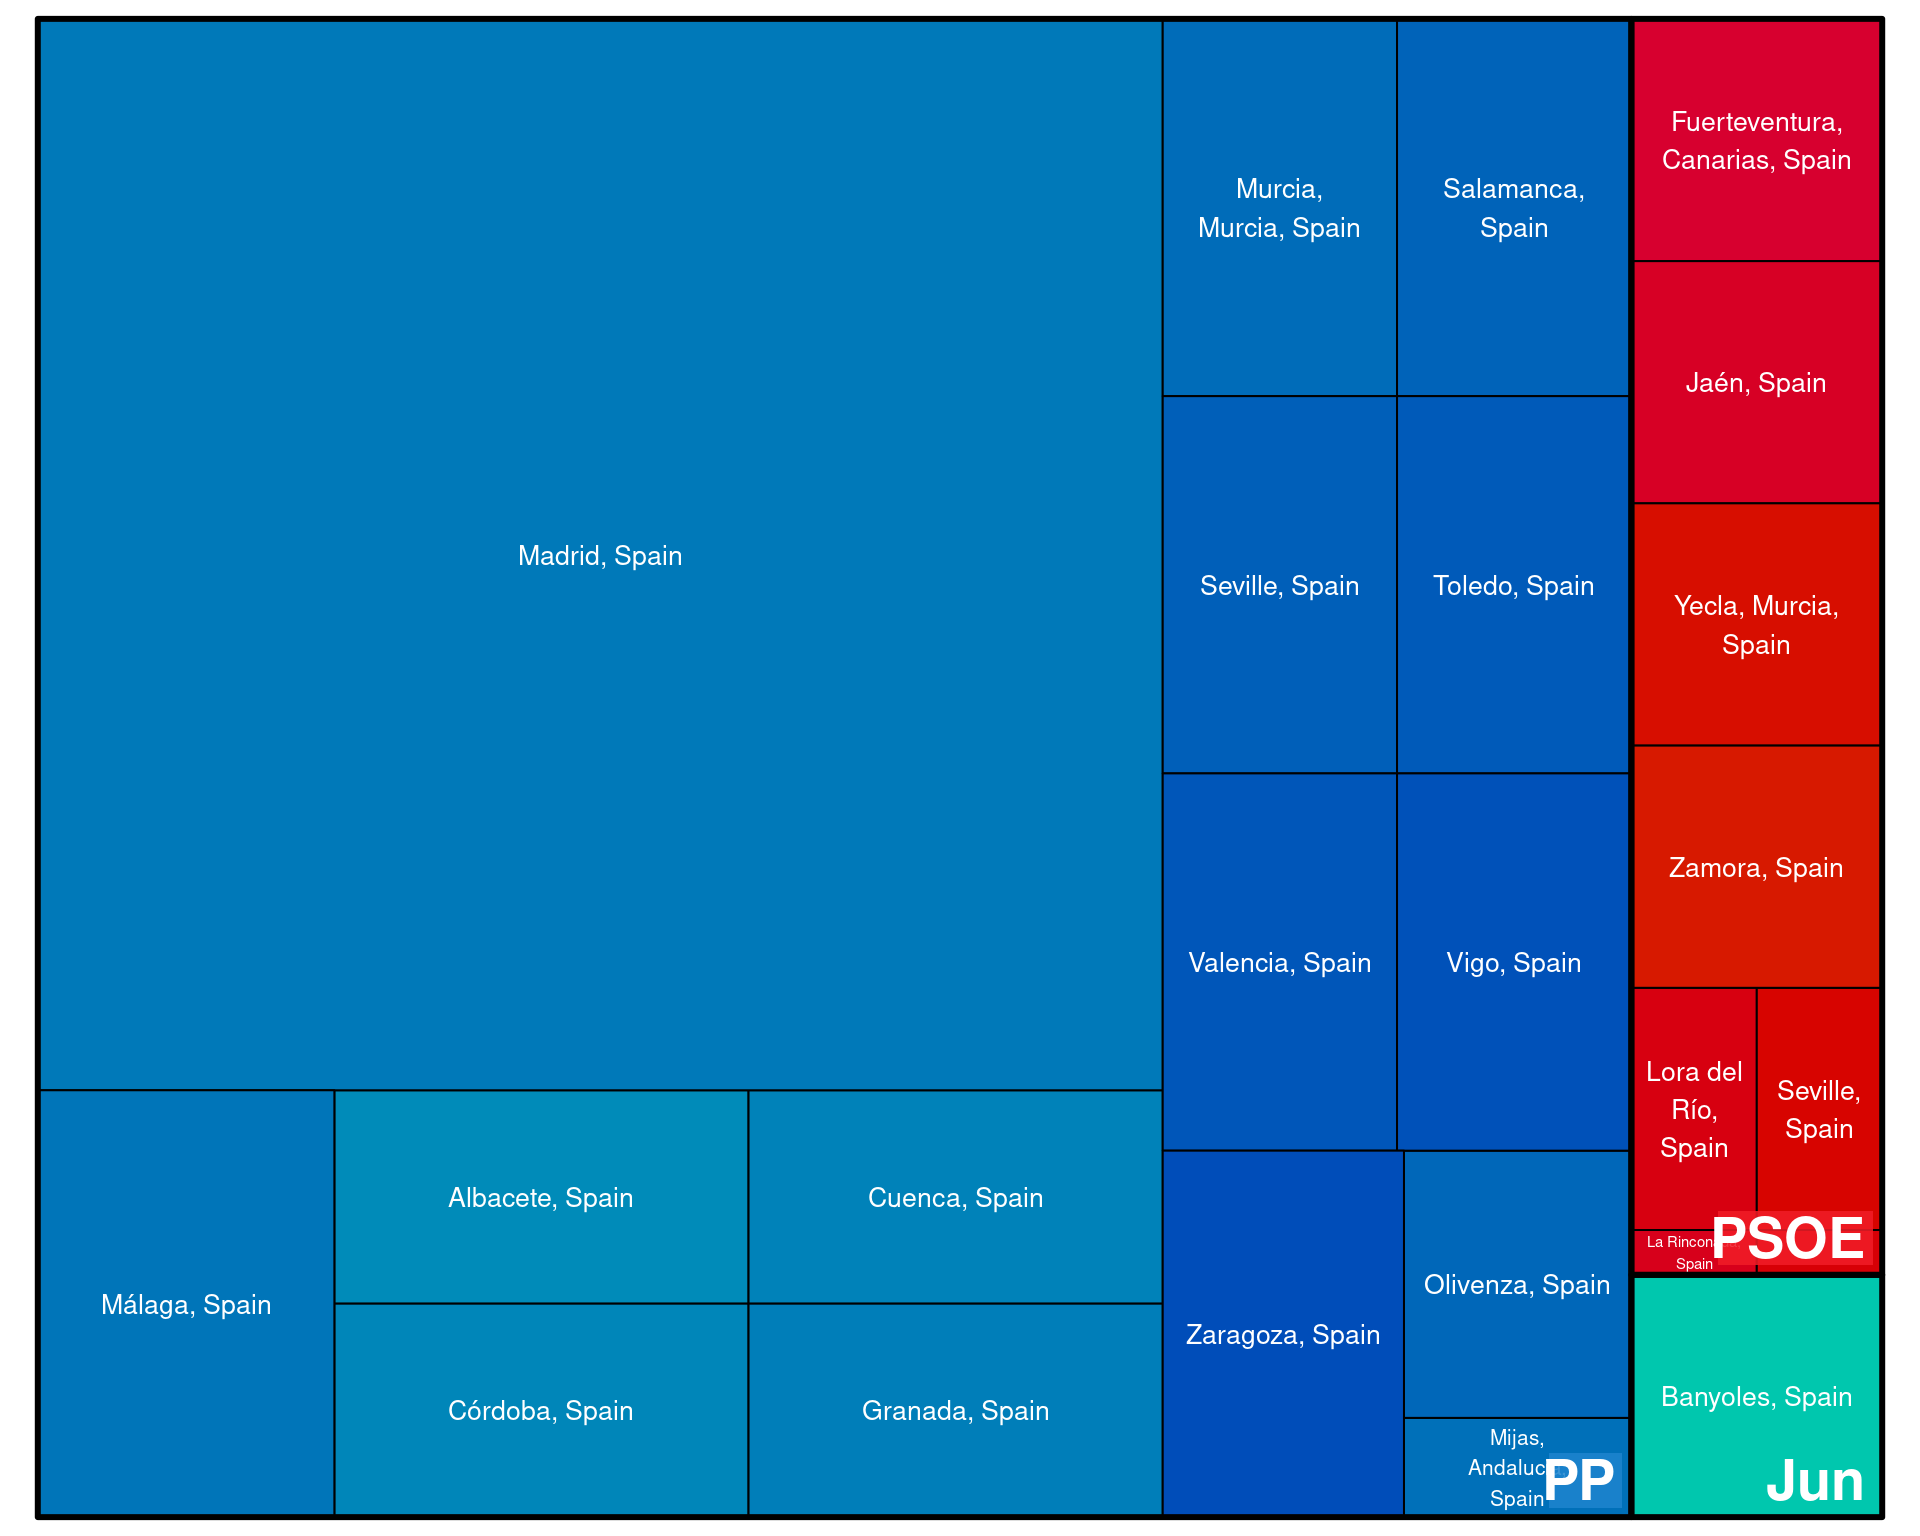 Madrid, Spain
Málaga, Spain
Albacete, Spain
Cuenca, Spain
Córdoba, Spain
Granada, Spain
Murcia,
Murcia, Spain
Salamanca,
Spain
Seville, Spain
Toledo, Spain
Valencia, Spain
Vigo, Spain
Zaragoza, Spain
Olivenza, Spain
Mijas,
Spain
PP
Fuerteventura,
Canarias, Spain
Jaén, Spain
Yecla, Murcia,
Spain
Zamora, Spain
Lora del
Río,
Spain
Seville,
Spain
La
Spain
PSOE
Banyoles, Spain
Jun